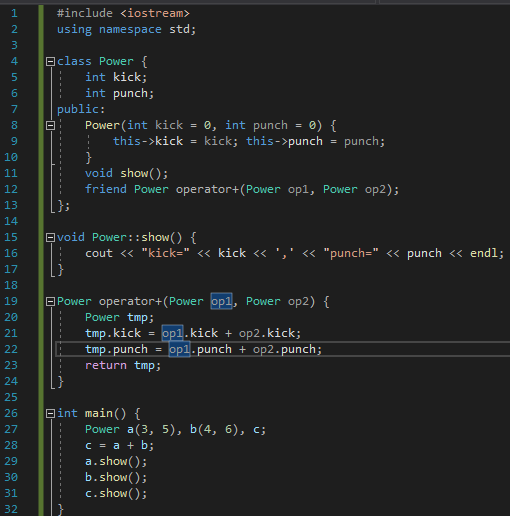 1 #include <iostream>
2 using namespace std;
3
4 class Power {
5 int kick;
6 int punch;
7 public:
8 Power(int kick = 0, int punch = 0) {
9 this->kick = kick; this->punch = punch;
10 }
11 void show();
12 friend Power operator+(Power op1, Power op2);
13 };
14
15 void Power::show() {
16 cout << "kick=" << kick << ',' << "punch=" << punch << endl;
17 }
18
19 Power operator+(Power op1, Power op2) {
20 Power tmp;
21 tmp.kick = op1.kick + op2.kick;
22 tmp.punch = op1.punch + op2.punch;
23 return tmp;
24 }
25
26 int main() {
27 Power a(3, 5), b(4, 6), c;
28 c = a + b;
29 a.show();
30 b.show();
31 c.show();
32 }